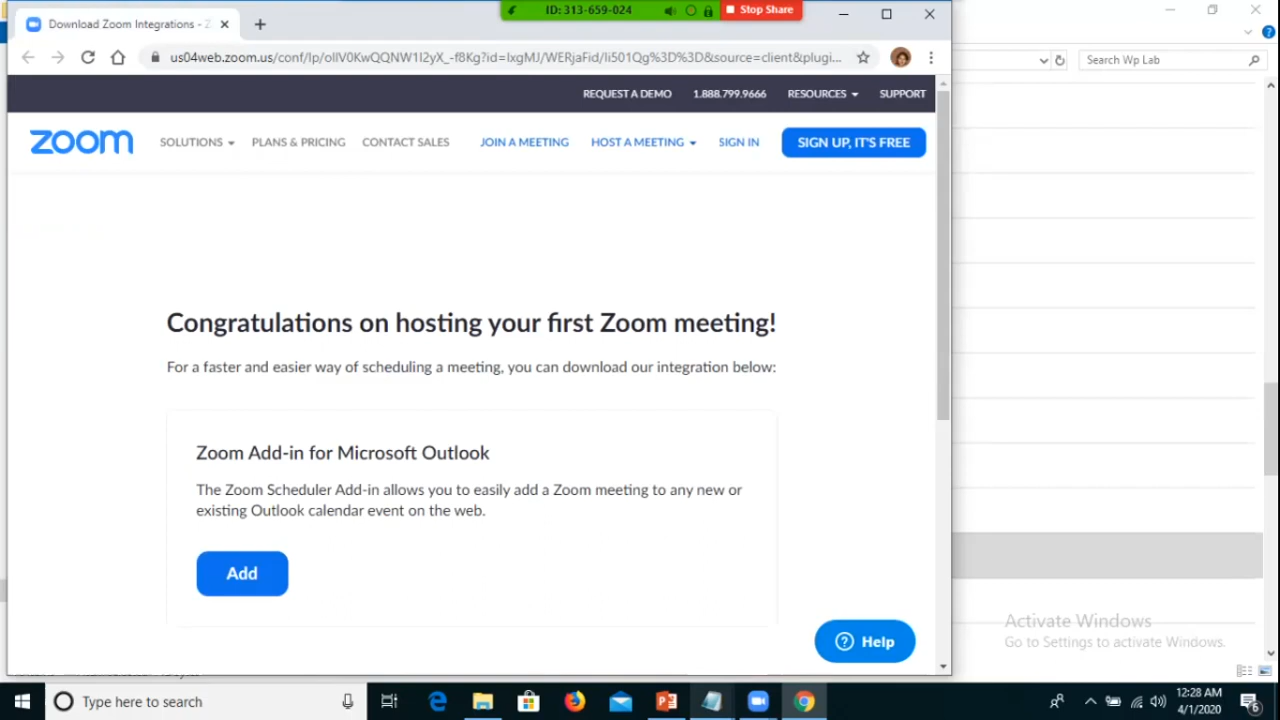 Download Zoom Integrations - Z
ID: 313-659-024
Stop Share
us04web.zoom.us/conf/lp/olIV0KwQQNW1I2yX_-f8Kg?id=IxgMJ/WERjaFid/Ii501Qg%3D%3D&source=client&plugi...
Search Wp Lab
REQUEST A DEMO 1.888.799.9666 RESOURCES SUPPORT
zoom SOLUTIONS PLANS & PRICING CONTACT SALES JOIN A MEETING HOST A MEETING SIGN IN SIGN UP, IT'S FREE
Congratulations on hosting your first Zoom meeting!
For a faster and easier way of scheduling a meeting, you can download our integration below:
Zoom Add-in for Microsoft Outlook
The Zoom Scheduler Add-in allows you to easily add a Zoom meeting to any new or
existing Outlook calendar event on the web.
Add
Help
Activate Windows
Go to Settings to activate Windows.
Type here to search
12:28 AM
4/1/2020
6